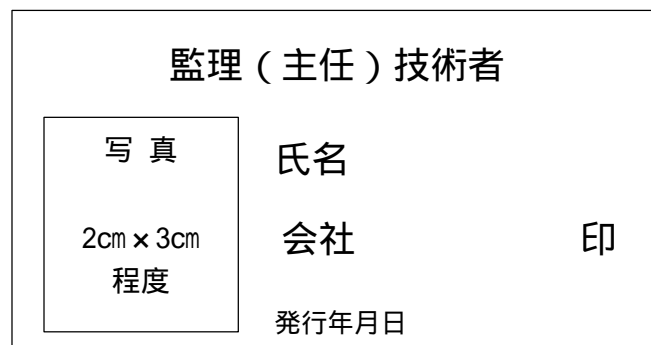 監理（主任）技術者
写 真
2㎝×3㎝
程度
氏名
会社 印
発行年月日